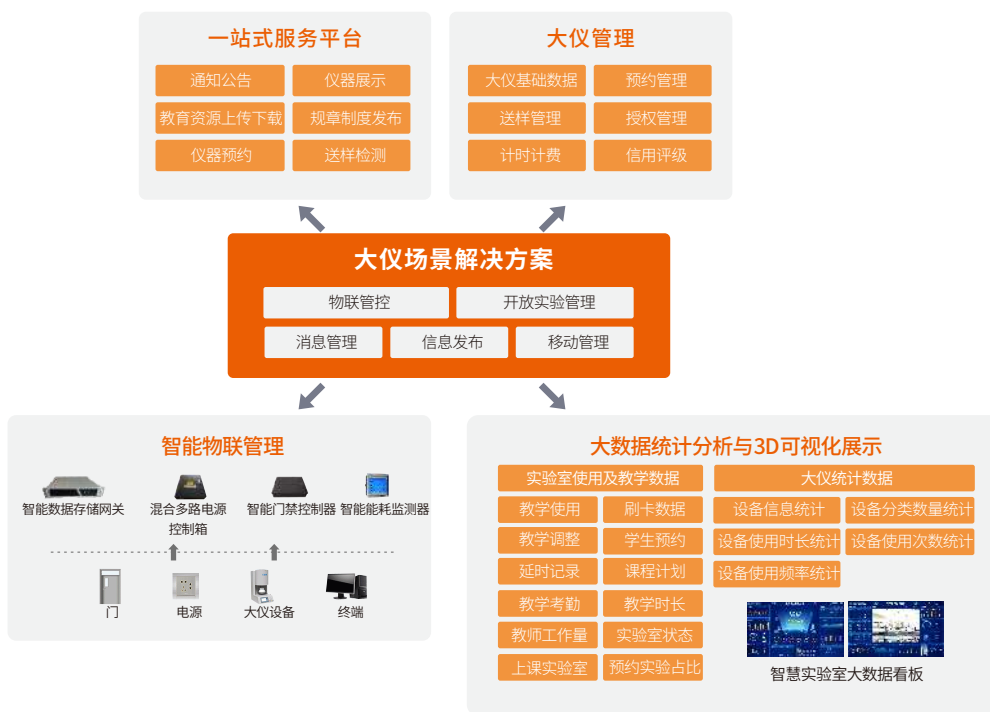 一站式服务平台
通知公告 仪器展示
教育资源上传下载 规章制度发布
仪器预约 送样检测
大仪管理
大仪基础数据 预约管理
送样管理 授权管理
计时计费 信用评级
大仪场景解决方案
物联管控 开放实验管理
消息管理 信息发布 移动管理
智能物联管理
智能数据存储网关 混合多路电源 智能门禁控制器 智能能耗监测器
控制箱
门 电源 大仪设备 终端
大数据统计分析与3D可视化展示
实验室使用及教学数据
教学使用 刷卡数据
教学调整 学生预约
延时记录 课程计划
教学考勤 教学时长
教师工作量 实验室状态
上课实验室 预约实验占比
大仪统计数据
设备信息统计 设备分类数量统计
设备使用时长统计 设备使用次数统计
设备使用频率统计
智慧实验室大数据看板